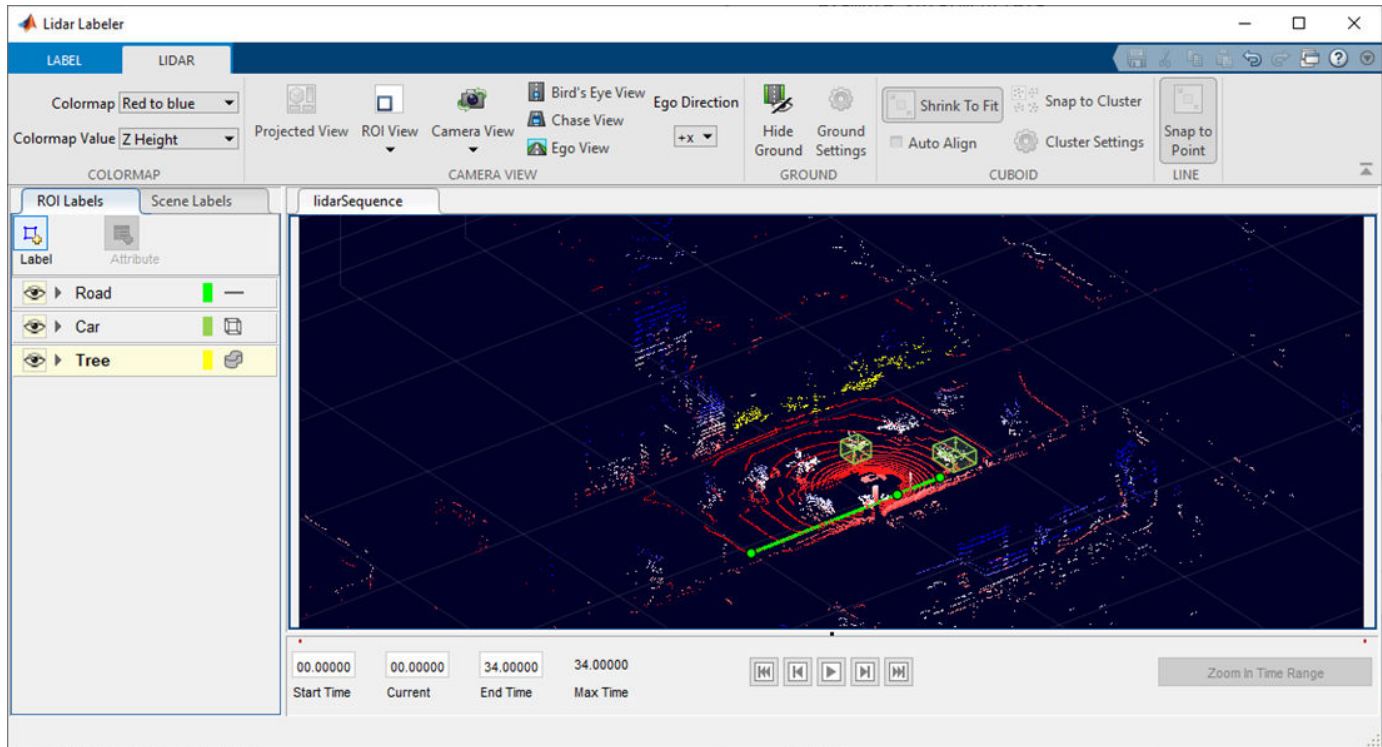 Lidar Labeler
LABEL
LIDAR
Colormap Red to blue
Colormap Value Z Height
COLORMAP
Projected View
ROI View
Camera View
Bird's Eye View
Chase View
Ego View
Ego Direction
+x
CAMERA VIEW
Hide
Ground
Ground
Settings
GROUND
Shrink To Fit
Auto Align
Snap to Cluster
Cluster Settings
CUBOID
Snap to
Point
LINE
ROI Labels
Scene Labels
Label
Attribute
Road
Car
Tree
lidarSequence
00.00000 00.00000 34.00000 34.00000
Start Time Current End Time Max Time
Zoom In Time Range